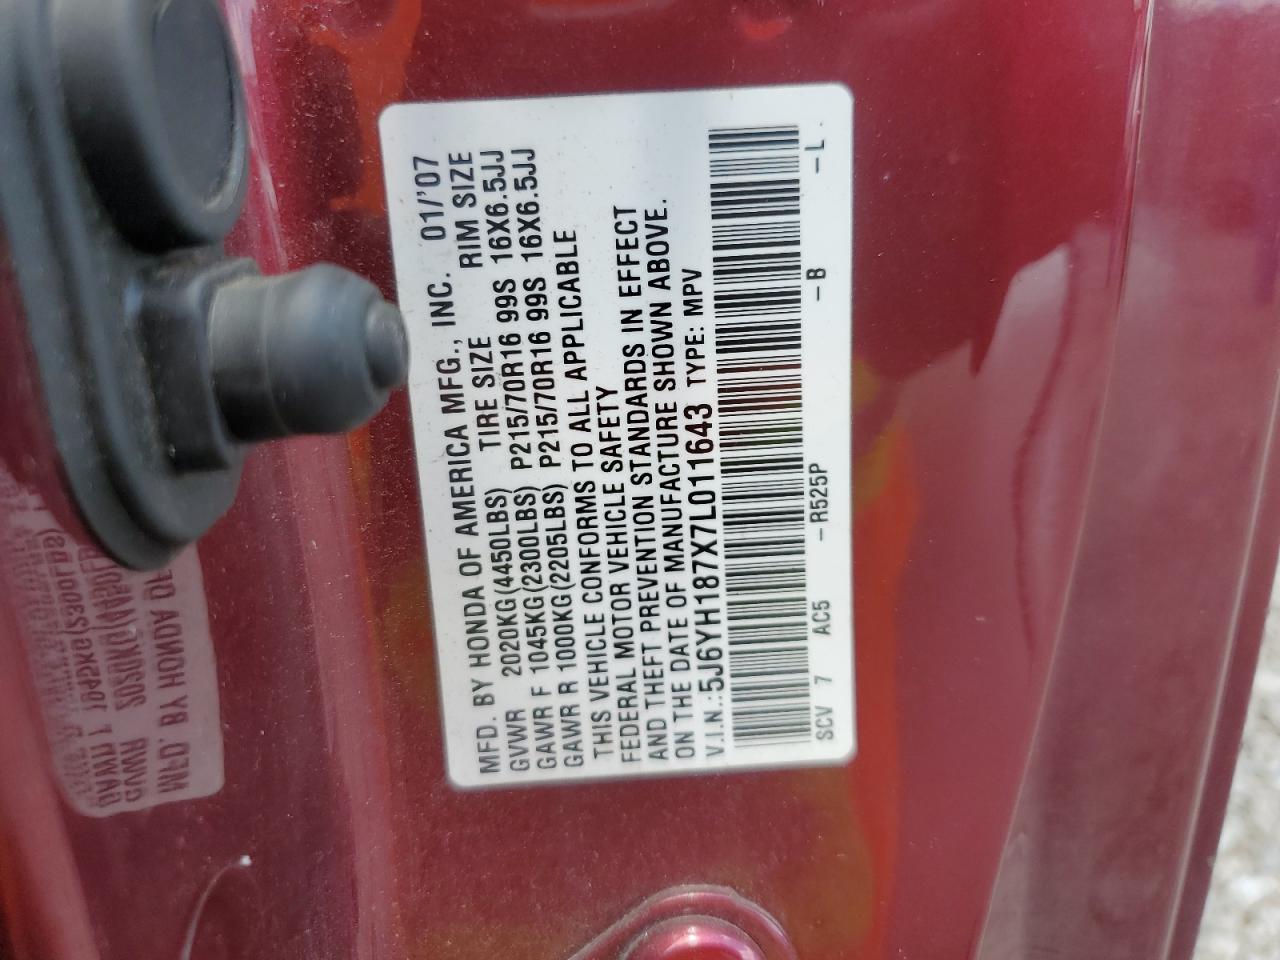 MFD. BY HONDA OF AMERICA MFG., INC. 01/'07
GVWR 2020KG(4450LBS) TIRE SIZE RIM SIZE
GAWR F 1045KG(2300LBS) P215/70R16 99S 16X6.5JJ
GAWR R 1000KG(2205LBS) P215/70R16 99S 16X6.5JJ
THIS VEHICLE CONFORMS TO ALL APPLICABLE
FEDERAL MOTOR VEHICLE SAFETY
AND THEFT PREVENTION STANDARDS IN EFFECT
ON THE DATE OF MANUFACTURE SHOWN ABOVE.
V.I.N.:5J6YH187X7L011643 TYPE: MPV
SCV 7 AC5 -R525P -B -L